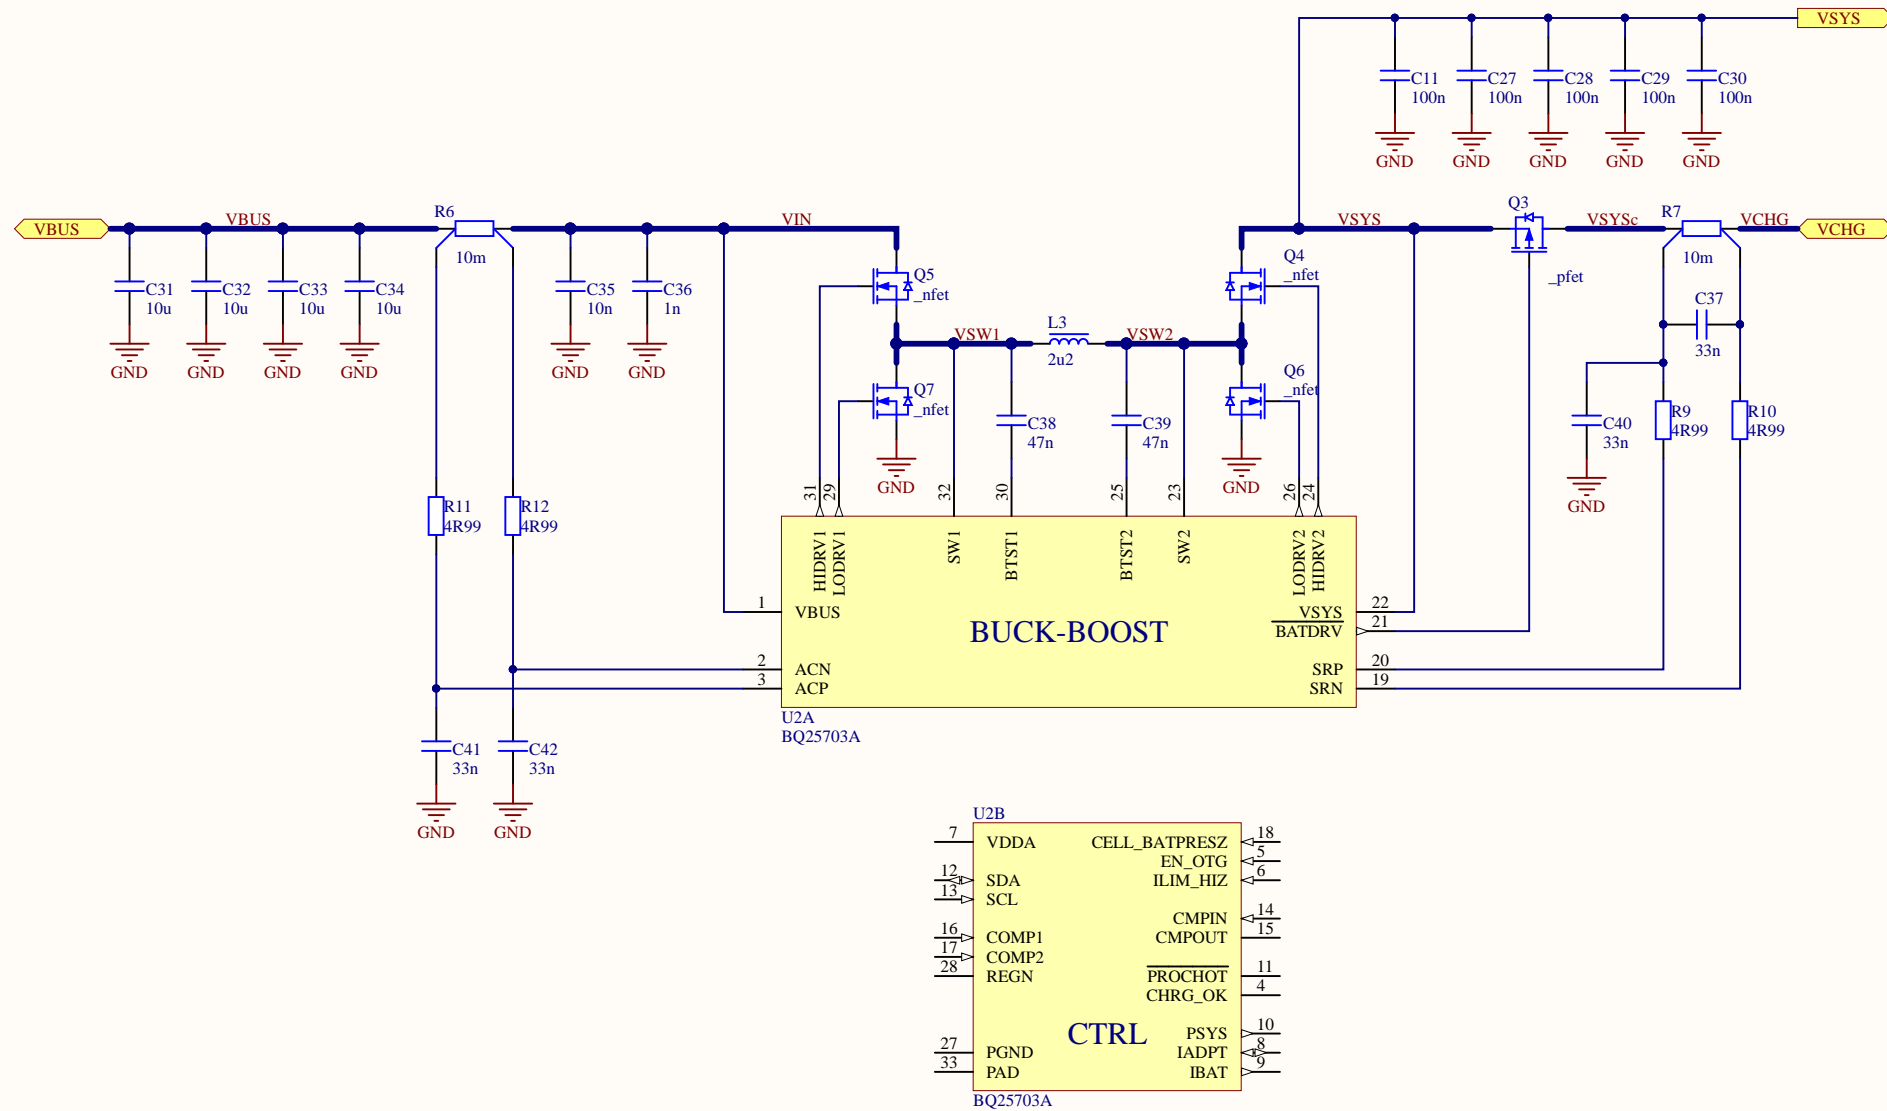 VSYS
C11
100n
C27
100n
C28
100n
C29
100n
C30
100n
GND
GND
GND
GND
GND
VBUS
VBUS
R6
10m
VIN
VSYS
Q3
_pfet
VSYSc
R7
10m
VCHG
VCHG
C31
10u
C32
10u
C33
10u
C34
10u
C35
10n
C36
1n
Q5
_nfet
Q4
_nfet
C37
33n
GND
GND
GND
GND
GND
GND
VSW1
L3
2u2
VSW2
Q7
_nfet
Q6
_nfet
C38
47n
C39
47n
C40
33n
R9
4R99
R10
4R99
GND
GND
GND
R11
4R99
R12
4R99
31
29
32
30
25
23
26
24
HIDRV1
LODRV1
SW1
BTST1
BTST2
SW2
LODRV2
HIDRV2
1
VBUS
2
ACN
3
ACP
BUCK-BOOST
VSYS
22
BATDRV
21
SRP
20
SRN
19
U2A
BQ25703A
C41
33n
C42
33n
GND
GND
U2B
7
VDDA
12
SDA
13
SCL
16
COMP1
17
COMP2
28
REGN
27
PGND
33
PAD
CTRL
CELL_BATPRESZ
18
EN_OTG
5
ILIM_HIZ
6
CMPIN
14
CMPOUT
15
PROCHOT
11
CHRG_OK
4
PSYS
10
IADPT
8
IBAT
9
BQ25703A